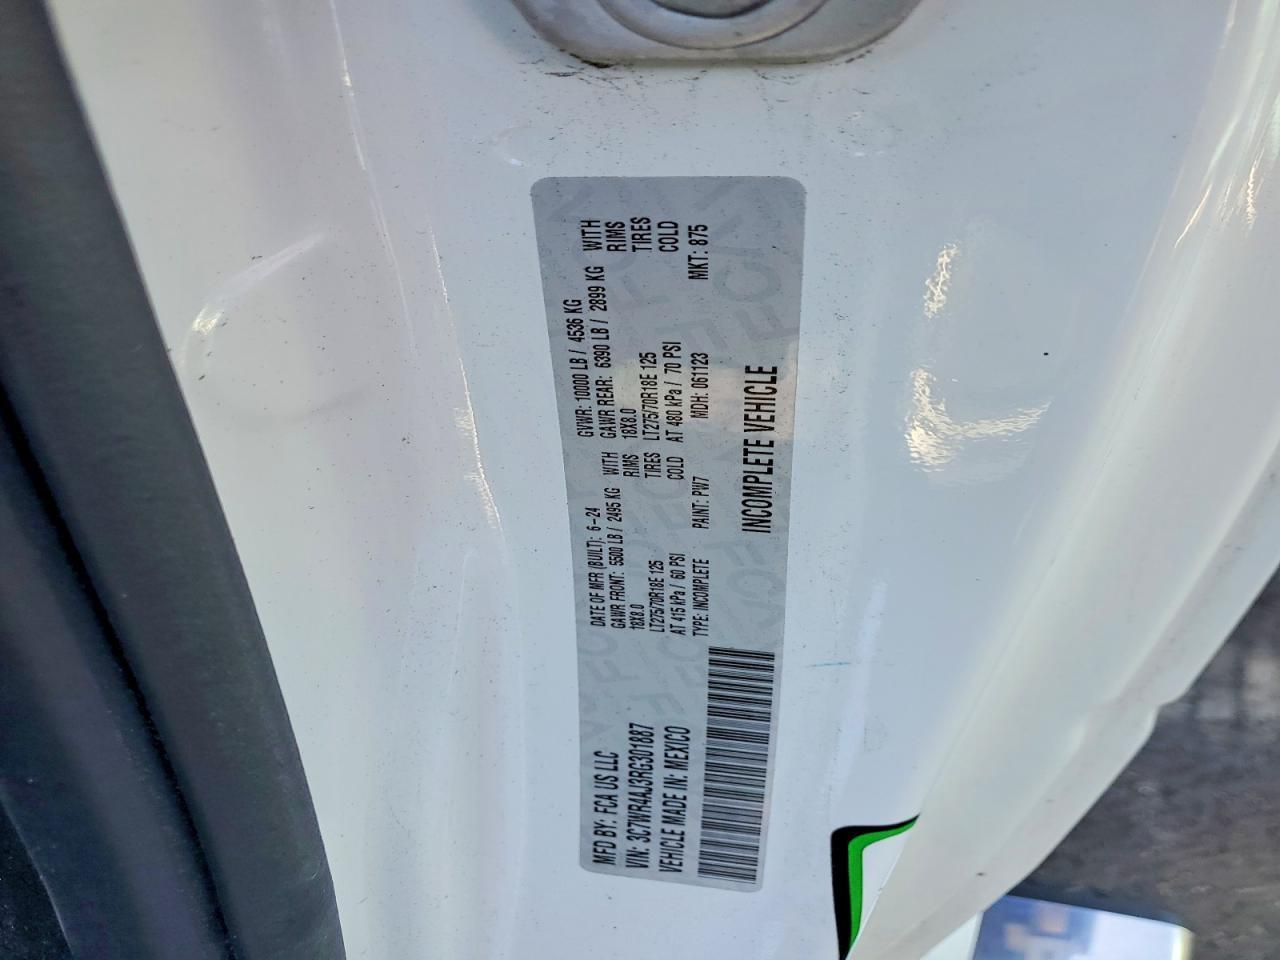 MFD BY: FCA US LLC
DATE OF MFR (BUILT): 6-24
GVWR: 10000 LB / 4536 KG
VIN: 3C7WR4AJ3RG301887
GAWR FRONT: 5500 LB / 2495 KG WITH
GAWR REAR: 6390 LB / 2899 KG WITH
VEHICLE MADE IN: MEXICO
18X8.0 RIMS
18X8.0 RIMS
LT275/70R18E 125 TIRES
LT275/70R18E 125 TIRES
AT 415 kPa / 60 PSI COLD
AT 480 kPa / 70 PSI COLD
TYPE: INCOMPLETE PAINT: PW7 MDH: 061123 MKT: 875
INCOMPLETE VEHICLE